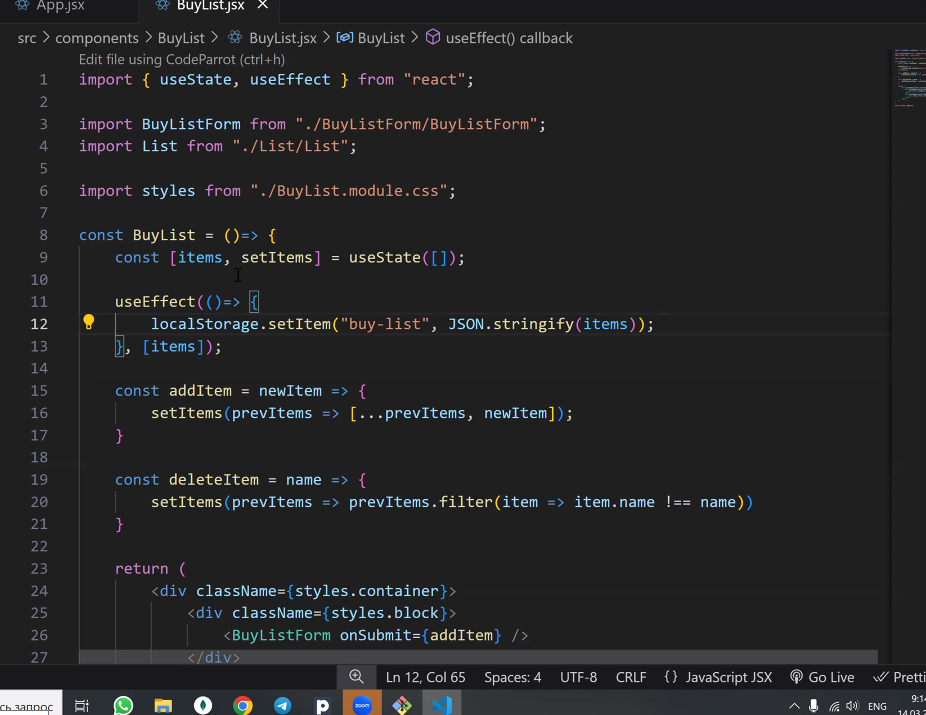 App.jsx BuyList.jsx ×
src > components > BuyList > BuyList.jsx > BuyList > useEffect() callback
Edit file using CodeParrot (ctrl+h)
1 import { useState, useEffect } from "react";
2
3 import BuyListForm from "./BuyListForm/BuyListForm";
4 import List from "./List/List";
5
6 import styles from "./BuyList.module.css";
7
8 const BuyList = ()=> {
9 const [items, setItems] = useState([]);
10
11 useEffect(()=> {
12 localStorage.setItem("buy-list", JSON.stringify(items));
13 }, [items]);
14
15 const addItem = newItem => {
16 setItems(prevItems => [...prevItems, newItem]);
17 }
18
19 const deleteItem = name => {
20 setItems(prevItems => prevItems.filter(item => item.name !== name))
21 }
22
23 return (
24 <div className={styles.container}>
25 <div className={styles.block}>
26 <BuyListForm onSubmit={addItem} />
27 </div>
Ln 12, Col 65 Spaces: 4 UTF-8 CRLF {} JavaScript JSX Go Live Pretti
сь запрос zoom ENG 9:14
14.03.2